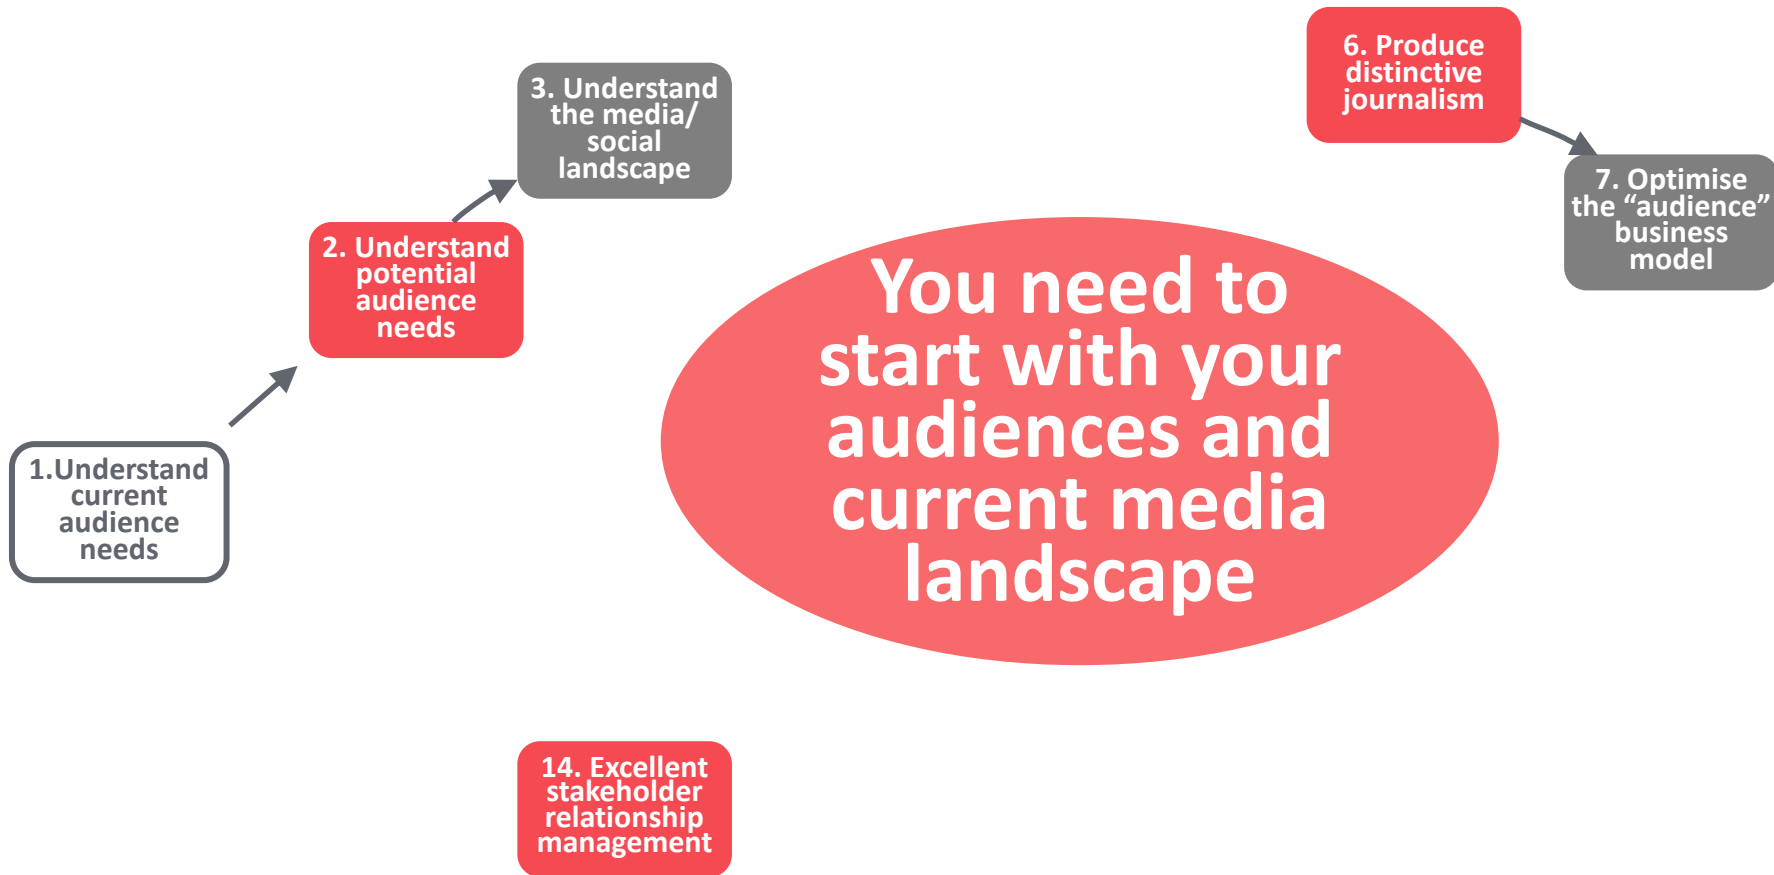 1.Understand
current
audience
needs
2. Understand
potential
audience
needs
3. Understand
the media/
social
landscape
You need to
start with your
audiences and
current media
landscape
6. Produce
distinctive
journalism
7. Optimise
the “audience”
business
model
14. Excellent
stakeholder
relationship
management